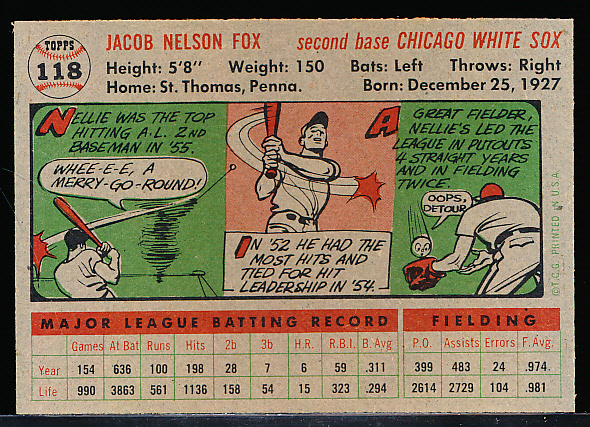 TOPPS
118
JACOB NELSON FOX second base CHICAGO WHITE SOX
Height: 5'8" Weight: 150 Bats: Left Throws: Right
Home: St. Thomas, Penna. Born: December 25, 1927
NELLIE WAS THE TOP
HITTING A.L. 2ND
BASEMAN IN '55.
WHEE-E-E, A
MERRY-GO-ROUND!
IN '52 HE HAD THE
MOST HITS AND
TIED FOR HIT
LEADERSHIP IN '54.
A GREAT FIELDER,
NELLIE'S LED THE
LEAGUE IN PUTOUTS
4 STRAIGHT YEARS
AND IN FIELDING
TWICE.
OOPS,
DETOUR
©T.C.G. PRINTED IN U.S.A.
MAJOR LEAGUE BATTING RECORD FIELDING
Games At Bat Runs Hits 2b 3b H.R. R.B.I. B. Avg P.O. Assists Errors F. Avg.
Year 154 636 100 198 28 7 6 59 .311 399 483 24 .974
Life 990 3863 561 1136 158 54 15 323 .294 2614 2729 104 .981